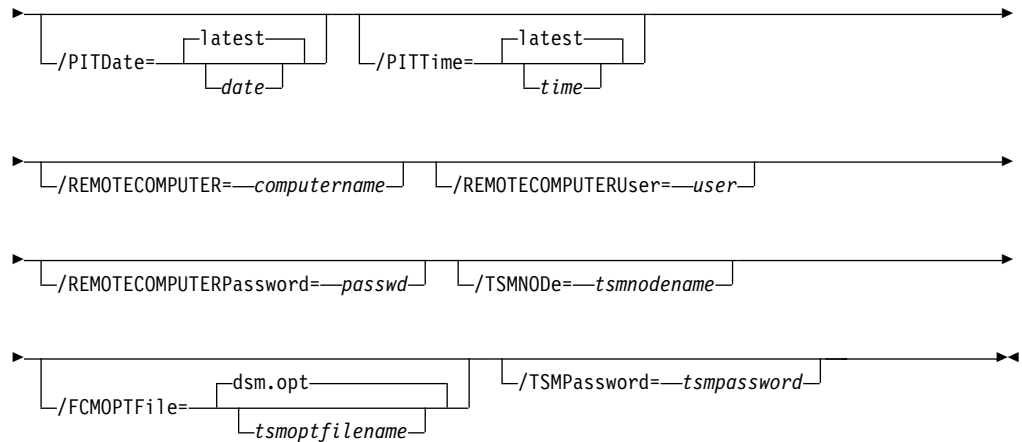 latest latest
/PITDate= /PITTime=
date time
/REMOTECOMPUTER= computername /REMOTECOMPUTERUser= user
/REMOTECOMPUTERPassword= passwd /TSMNODe= tsmnodename
dsm.opt
/FCMOPTFile= /TSMPassword= tsmpassword
tsmoptfilename